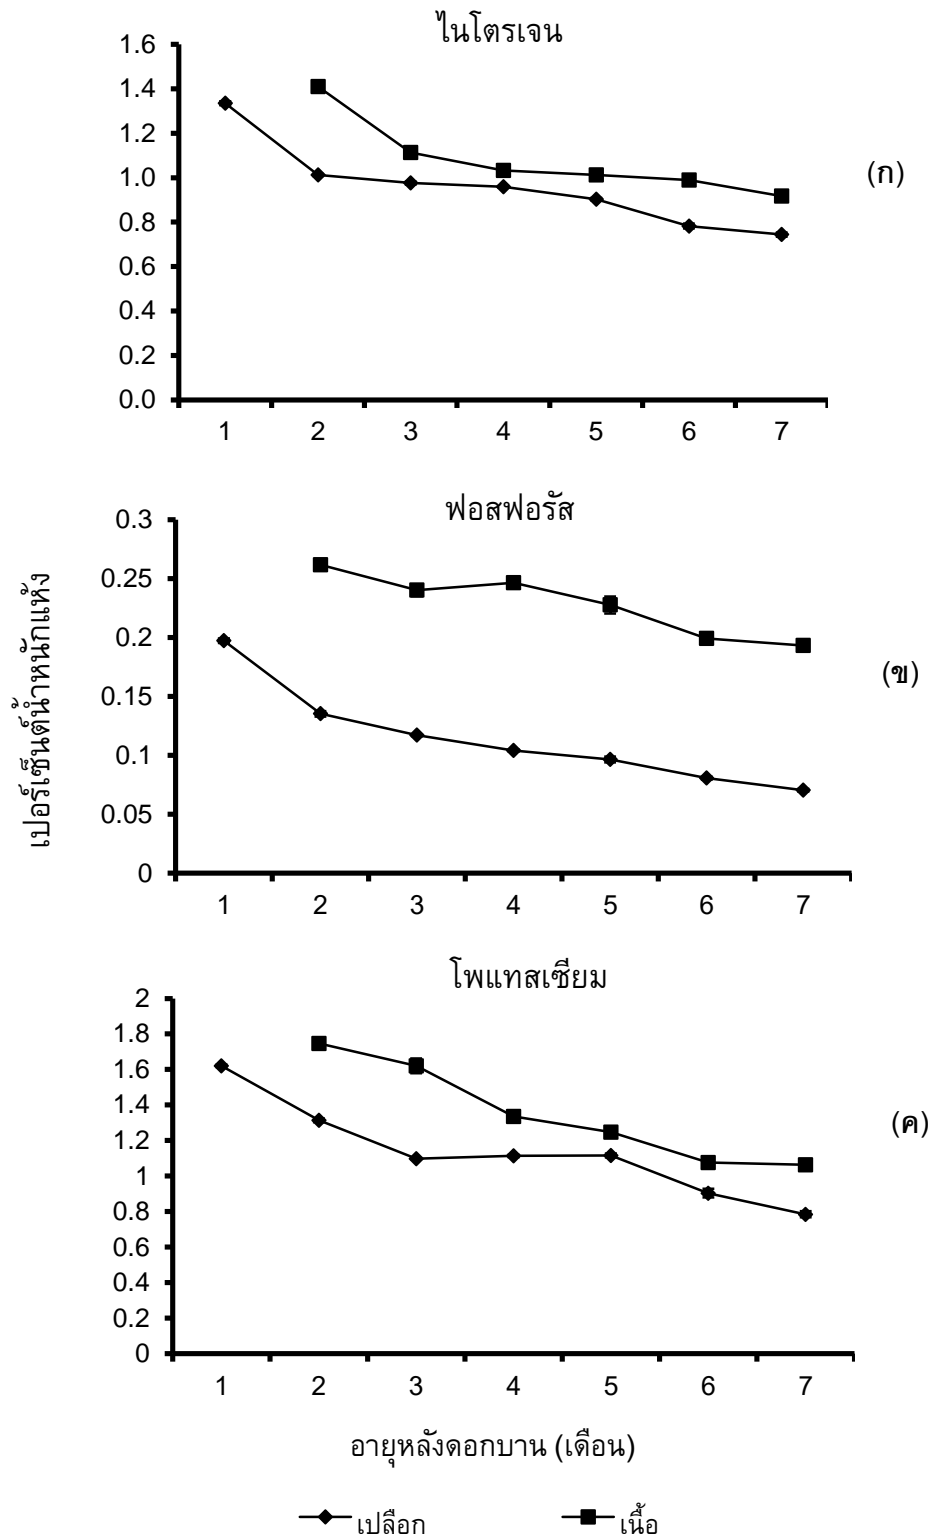 ไนโตรเจน
1.6
1.4
1.2
1.0
0.8
0.6
0.4
0.2
0.0
1 2 3 4 5 6 7
(ก)
ฟอสฟอรัส
0.3
0.25
0.2
0.15
0.1
0.05
0
1 2 3 4 5 6 7
(ข)
เปอร์เซ็นต์น้ำหนักแห้ง
โพแทสเซียม
2
1.8
1.6
1.4
1.2
1
0.8
0.6
0.4
0.2
0
1 2 3 4 5 6 7
(ค)
อายุหลังดอกบาน (เดือน)
เปลือก เนื้อ